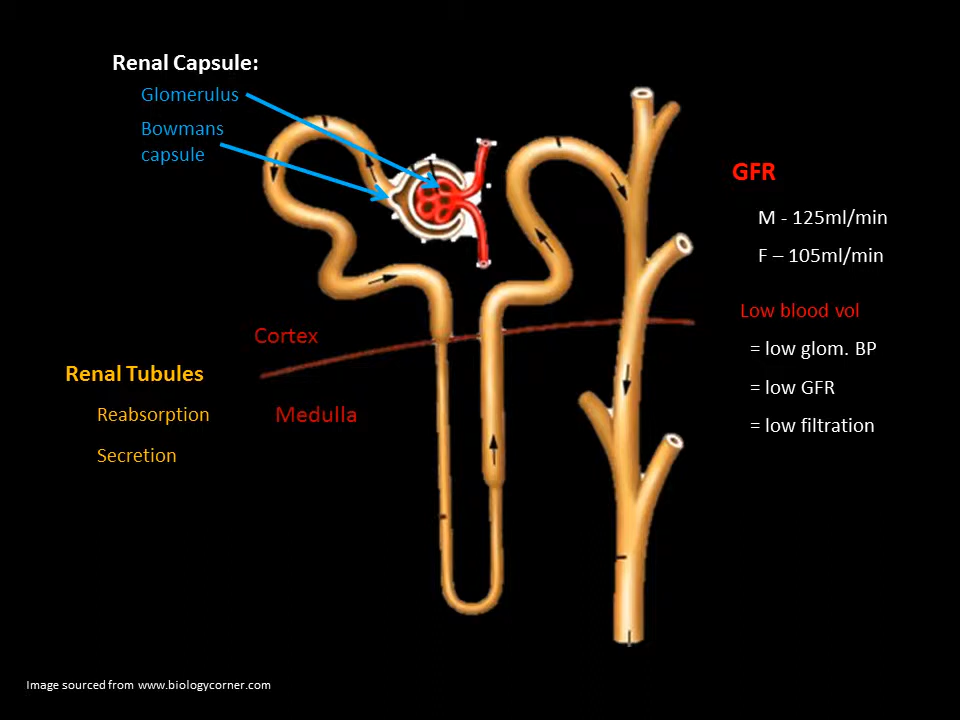 Renal Capsule:
Glomerulus
Bowmans
capsule
GFR
M - 125ml/min
F – 105ml/min
Low blood vol
= low glom. BP
= low GFR
= low filtration
Cortex
Medulla
Renal Tubules
Reabsorption
Secretion
Image sourced from www.biologycorner.com